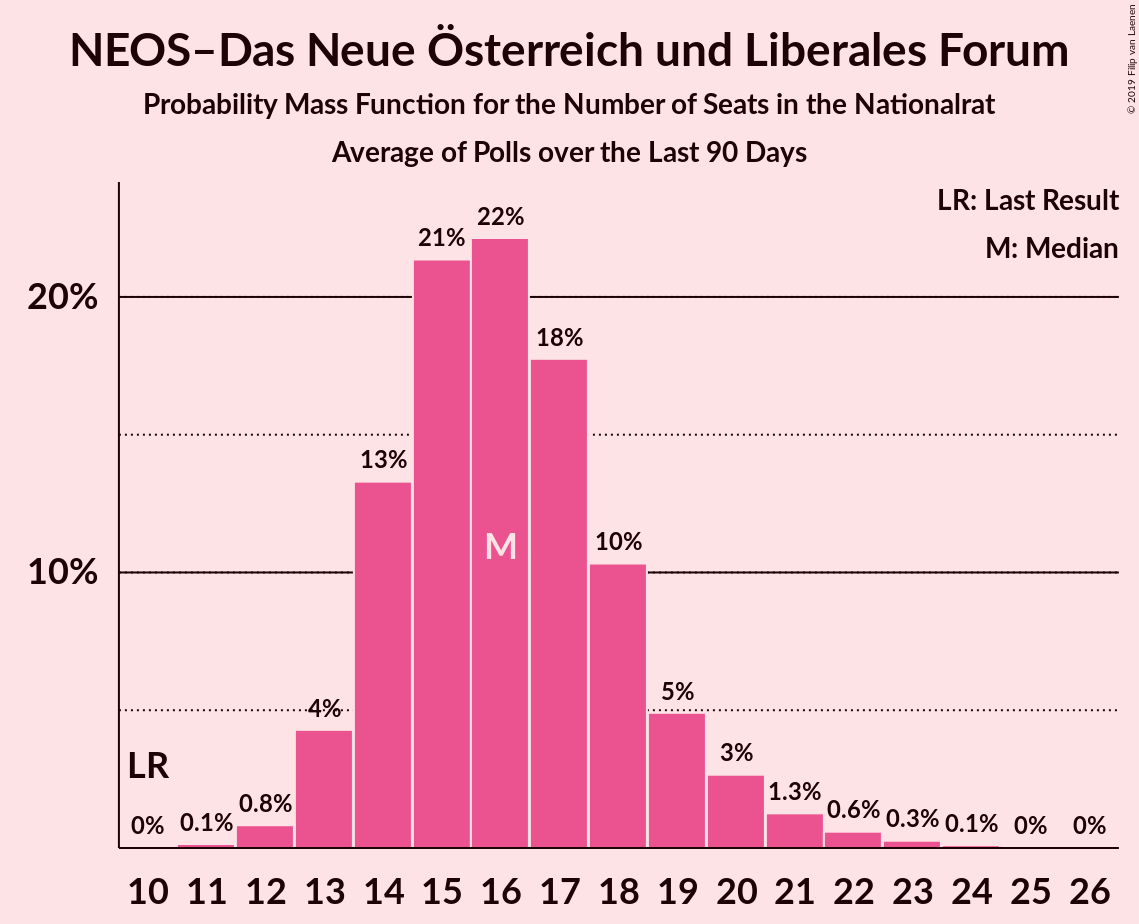 NEOS–Das Neue Österreich und Liberales Forum
Probability Mass Function for the Number of Seats in the Nationalrat
Average of Polls over the Last 90 Days
© 2019 Filip van Laenen
LR: Last Result
M: Median
20%
10%
LR
M
0% 0.1% 0.8% 4% 13% 21% 22% 18% 10% 5% 3% 1.3% 0.6% 0.3% 0.1% 0% 0%
10 11 12 13 14 15 16 17 18 19 20 21 22 23 24 25 26